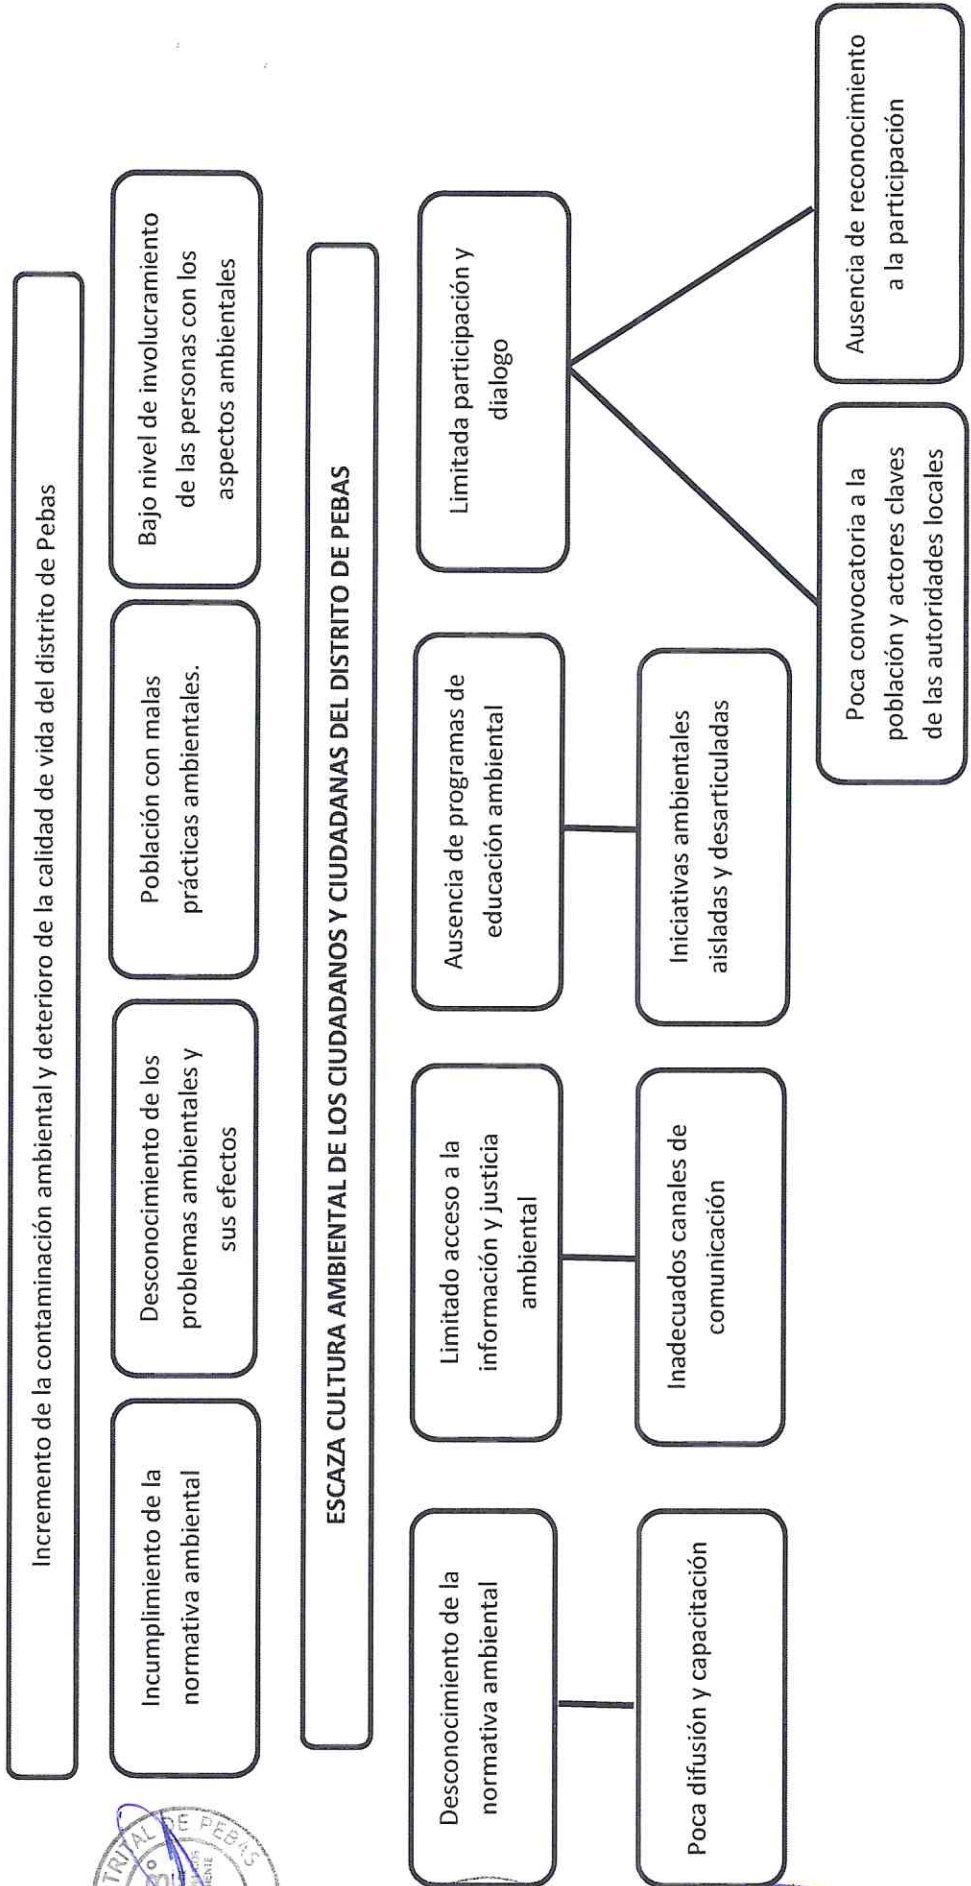 Incremento de la contaminación ambiental y deterioro de la calidad de vida del distrito de Pebas
Incumplimiento de la
normativa ambiental
Desconocimiento de los
problemas ambientales y
sus efectos
Población con malas
prácticas ambientales.
Bajo nivel de involucramiento
de las personas con los
aspectos ambientales
ESCAZA CULTURA AMBIENTAL DE LOS CIUDADANOS Y CIUDADANAS DEL DISTRITO DE PEBAS
Desconocimiento de la
normativa ambiental
Limitado acceso a la
información y justicia
ambiental
Ausencia de programas de
educación ambiental
Limitada participación y
dialogo
Poca difusión y capacitación
Inadecuados canales de
comunicación
Iniciativas ambientales
aisladas y desarticuladas
Poca convocatoria a la
población y actores claves
de las autoridades locales
Ausencia de reconocimiento
a la participación
DE PEBAS